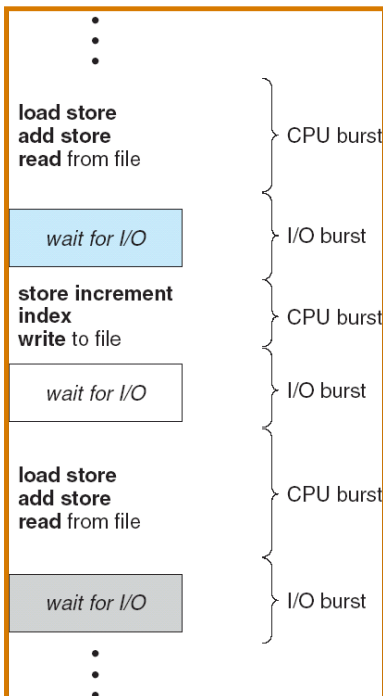 load store
add store
read from file
CPU burst
wait for I/O
I/O burst
store increment
index
write to file
CPU burst
wait for I/O
I/O burst
load store
add store
read from file
CPU burst
wait for I/O
I/O burst